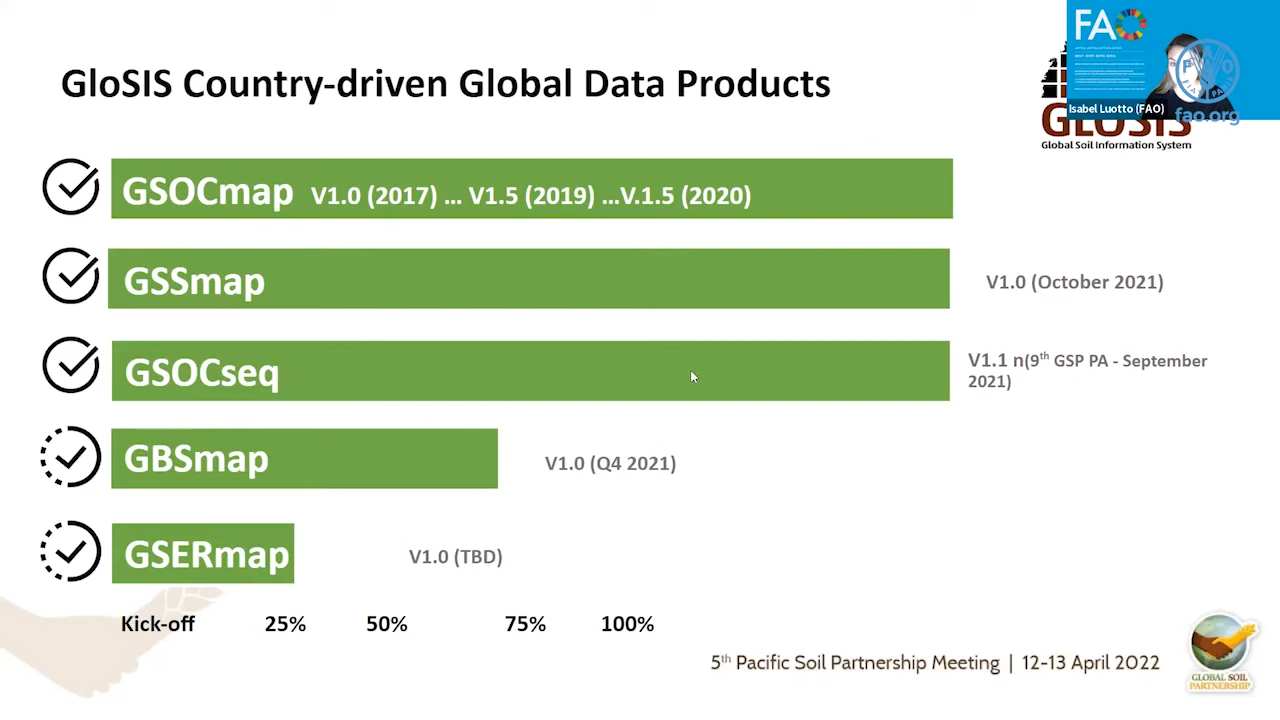 FAO
Isabel Luotto (FAO)
fao.org
GloSIS Country-driven Global Data Products
GLOSIS
Global Soil Information System
GSOCmap V1.0 (2017) ... V1.5 (2019) ...V.1.5 (2020)
GSSmap
V1.0 (October 2021)
GSOCseq
V1.1 n(9th GSP PA - September
2021)
GBSmap
V1.0 (Q4 2021)
GSERmap
V1.0 (TBD)
Kick-off 25% 50% 75% 100%
5th Pacific Soil Partnership Meeting | 12-13 April 2022
GLOBAL SOIL
PARTNERSHIP